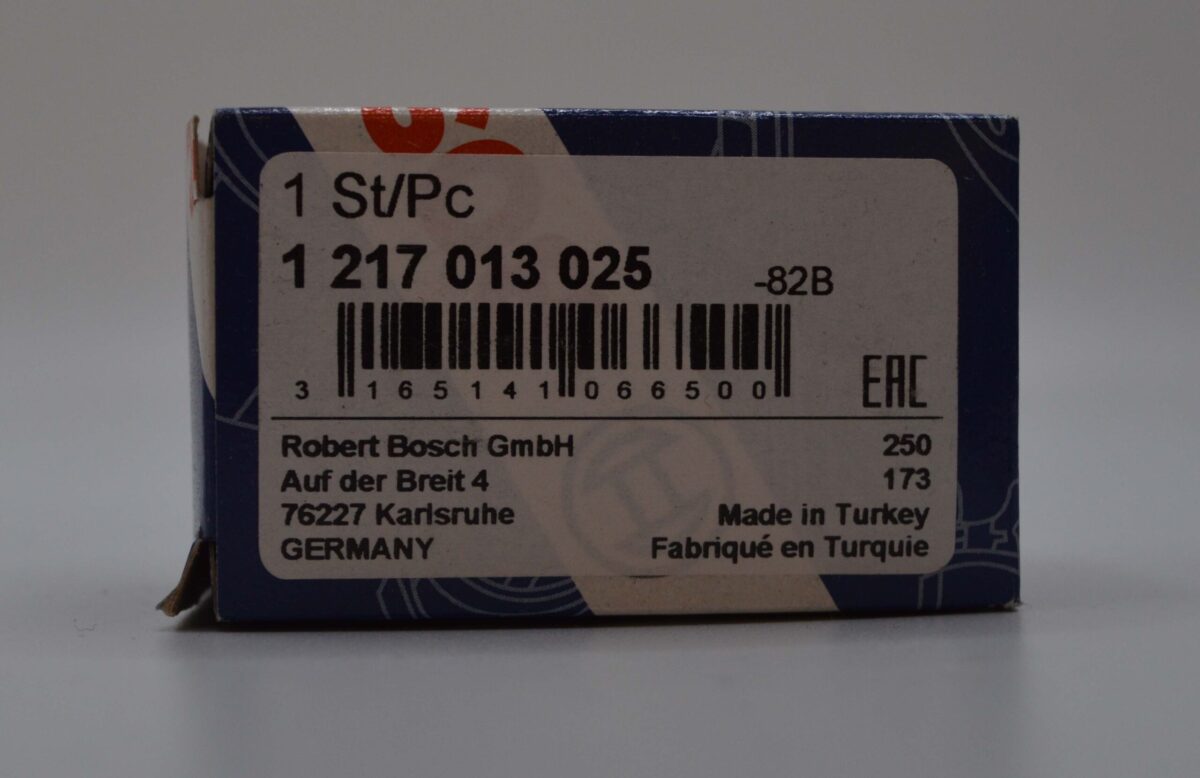 1 St/Pc
1 217 013 025 -82B
3 165141 066500
EAC
Robert Bosch GmbH 250
Auf der Breit 4 173
76227 Karlsruhe Made in Turkey
GERMANY Fabriqué en Turquie